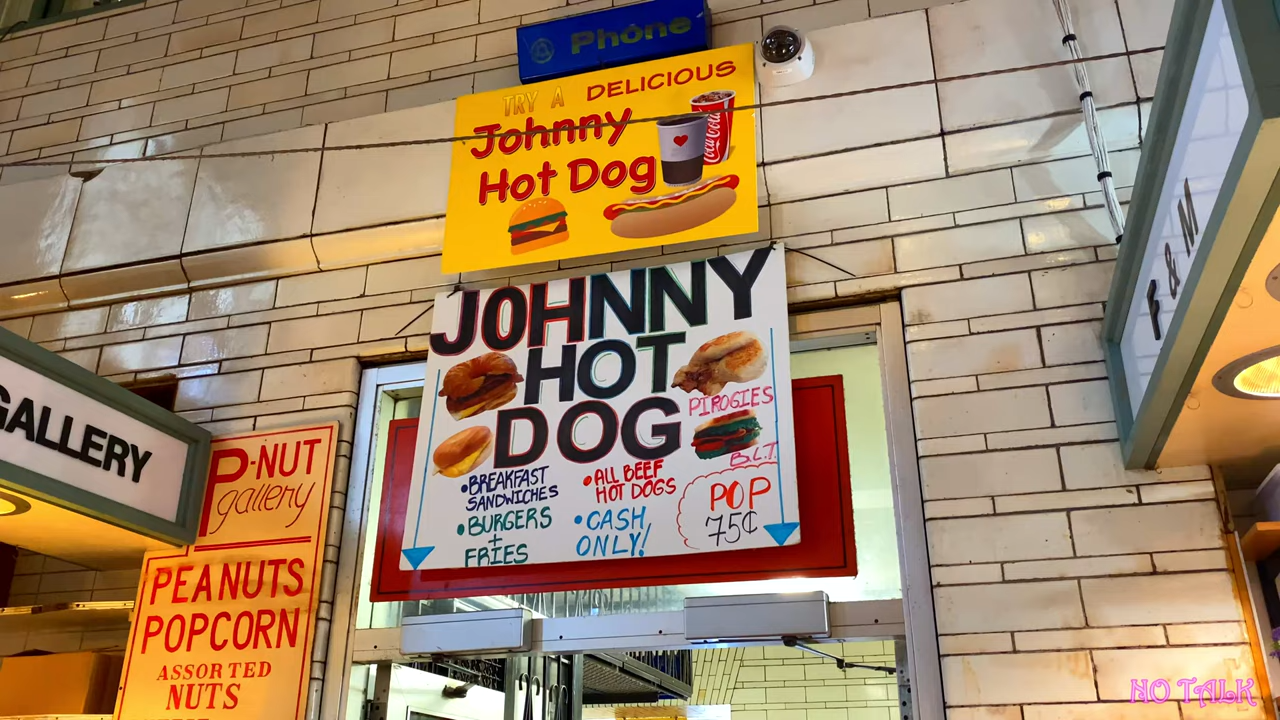 Phone
TRY A DELICIOUS
Johnny
Hot Dog
Coca-Cola
JOHNNY
HOT
DOG
PIROGIES
B.L.T.
•BREAKFAST
SANDWICHES
•BURGERS
+
FRIES
•ALL BEEF
HOT DOGS
•CASH
ONLY!
POP
75¢
GALLERY
P-NUT
gallery
PEANUTS
POPCORN
ASSORTED
NUTS
F & M
NO TALK